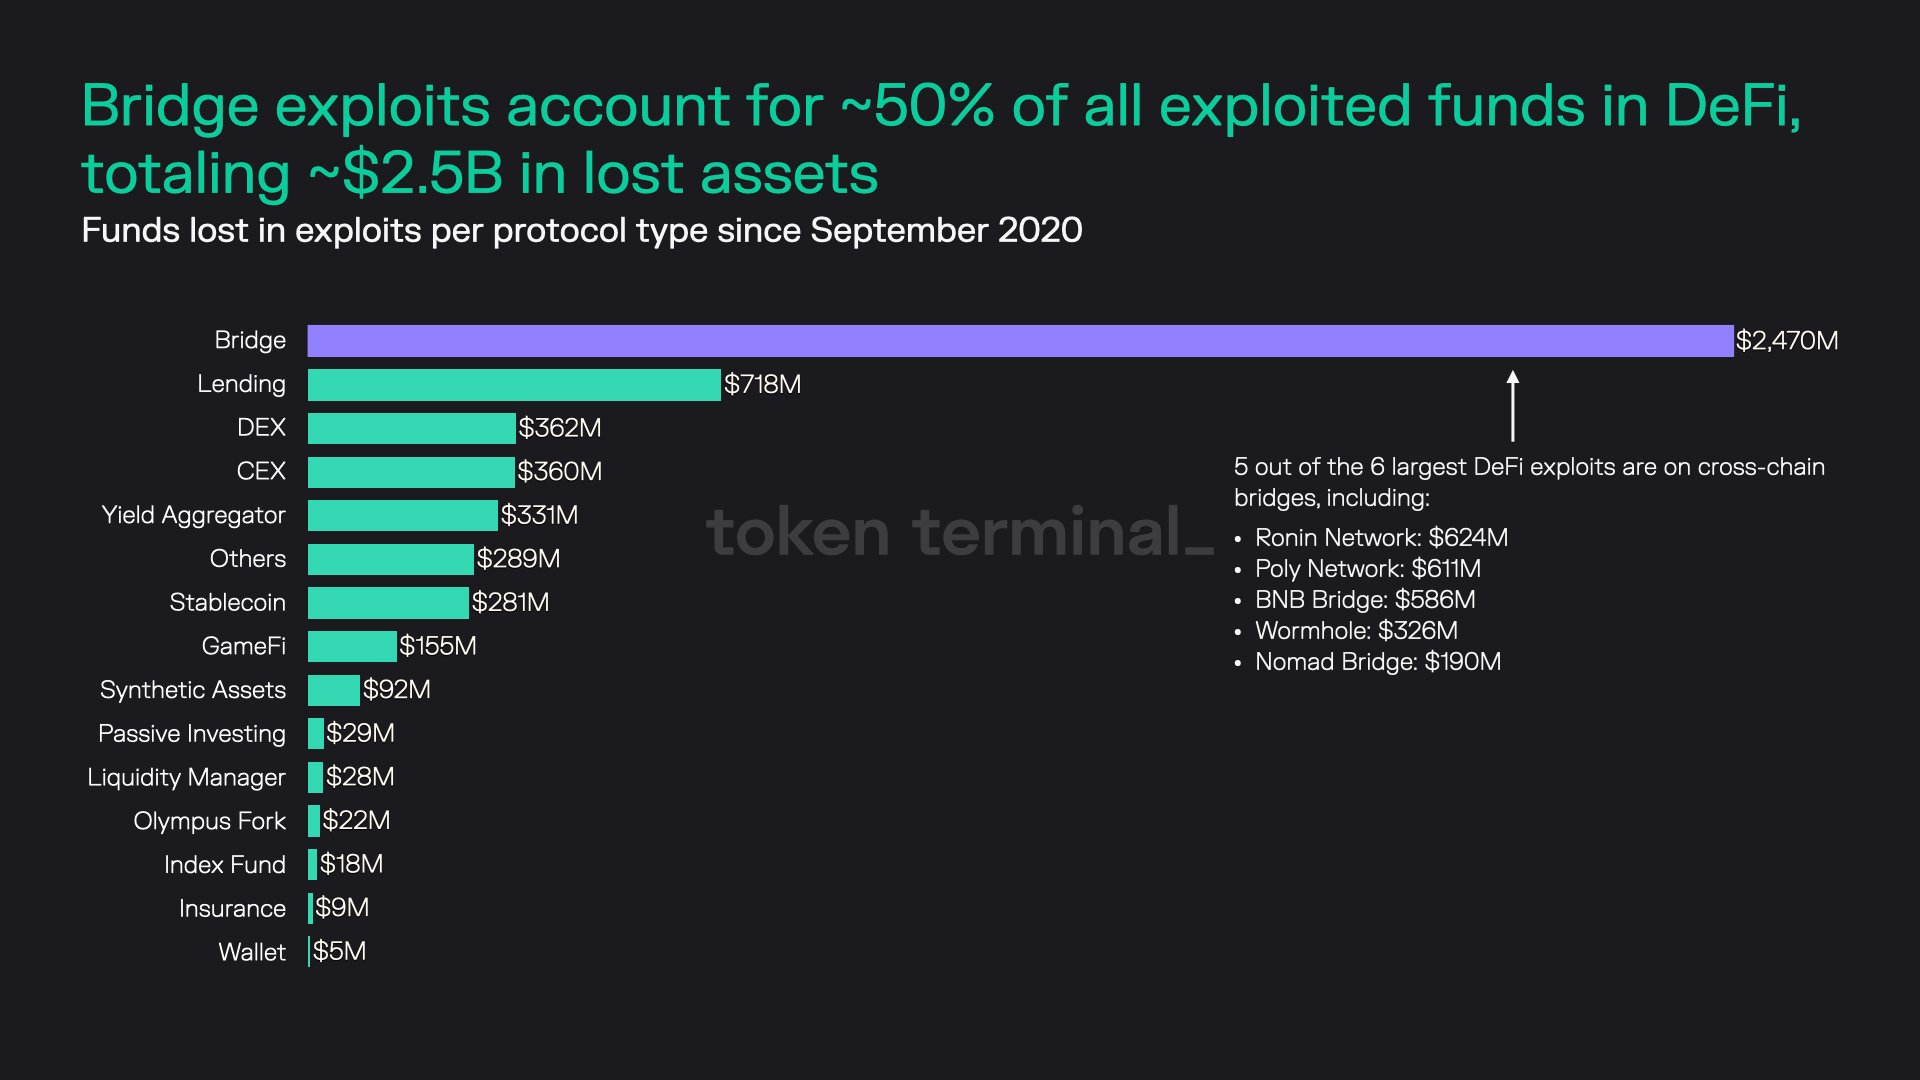 Bridge exploits account for ~50% of all exploited funds in DeFi,
totaling ~$2.5B in lost assets
Funds lost in exploits per protocol type since September 2020
Bridge $2,470M
Lending $718M
DEX $362M
CEX $360M
Yield Aggregator $331M
Others $289M
Stablecoin $281M
GameFi $155M
Synthetic Assets $92M
Passive Investing $29M
Liquidity Manager $28M
Olympus Fork $22M
Index Fund $18M
Insurance $9M
Wallet $5M
token terminal_
5 out of the 6 largest DeFi exploits are on cross-chain
bridges, including:
• Ronin Network: $624M
• Poly Network: $611M
• BNB Bridge: $586M
• Wormhole: $326M
• Nomad Bridge: $190M